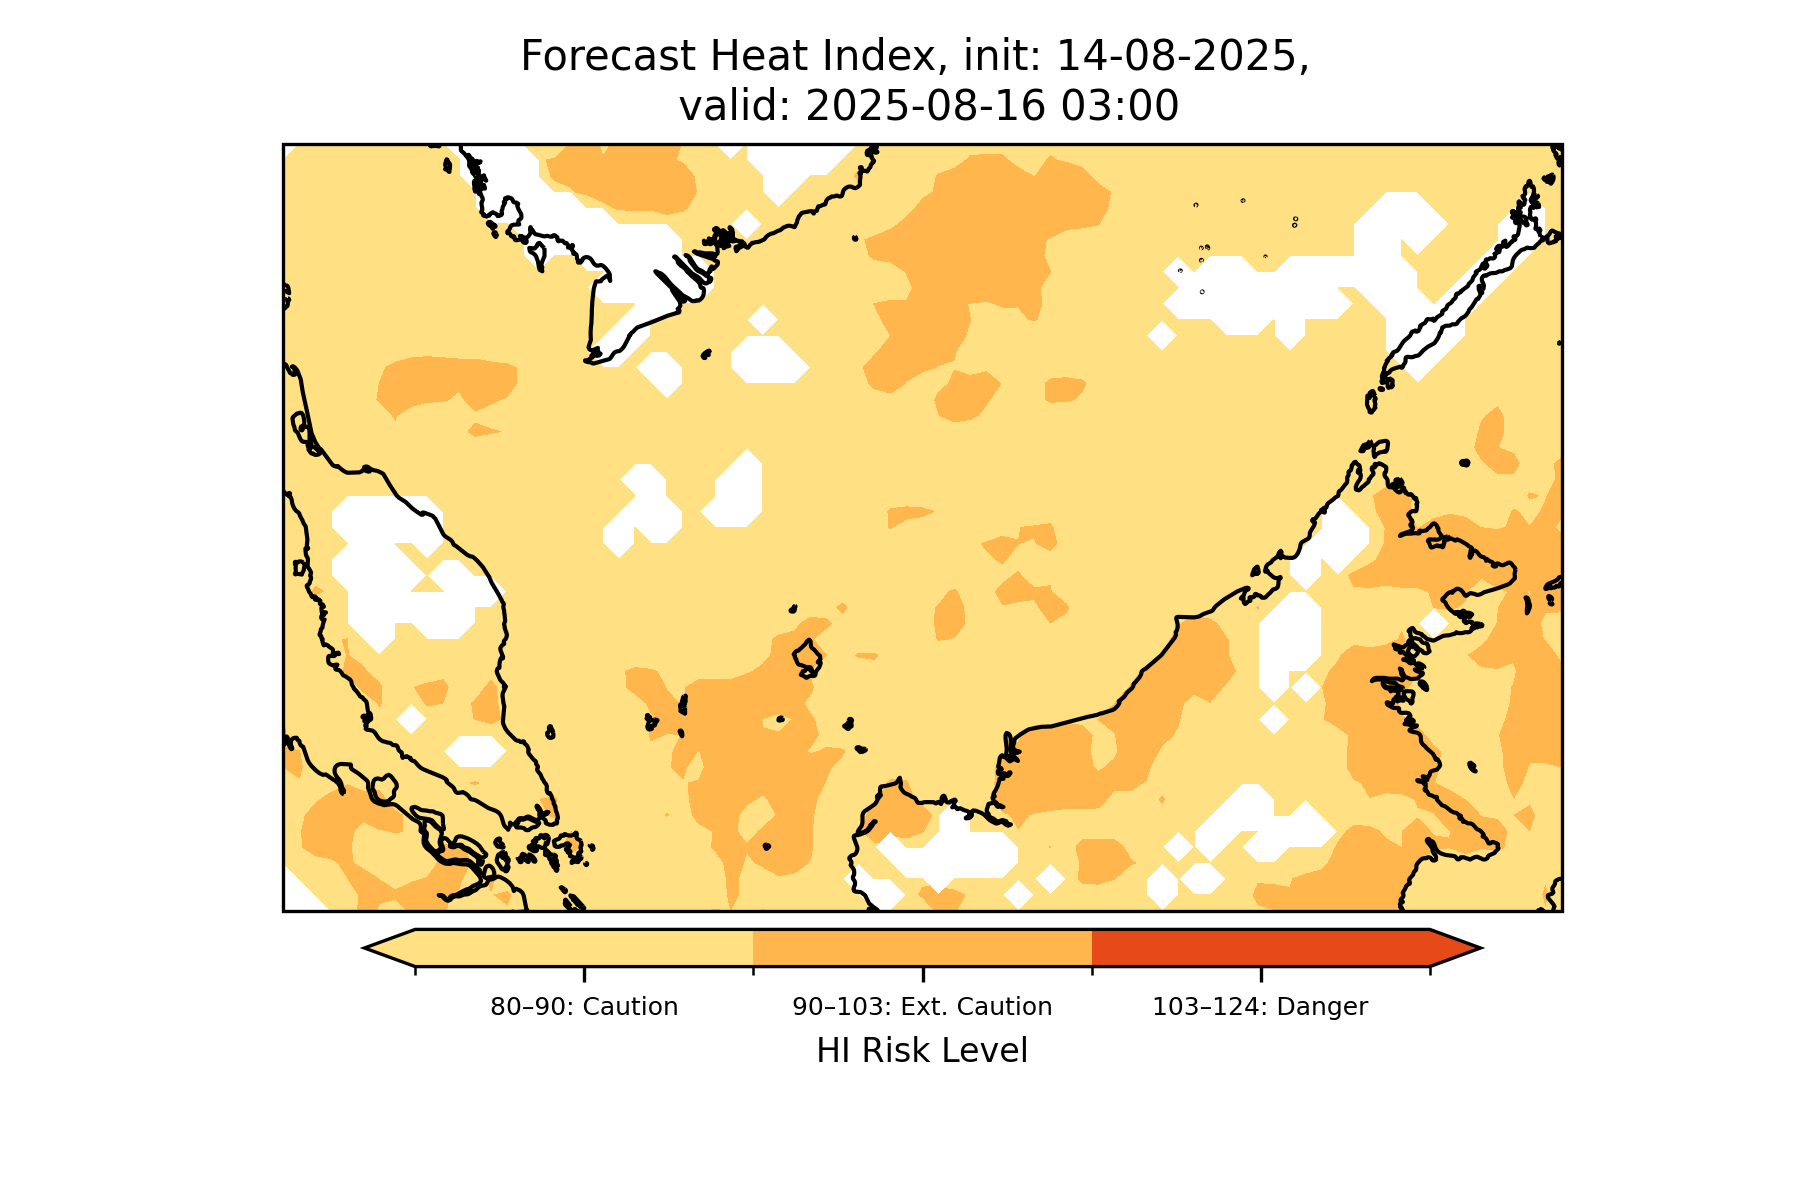 Forecast Heat Index, init: 14-08-2025,
valid: 2025-08-16 03:00
80–90: Caution
90–103: Ext. Caution
103–124: Danger
HI Risk Level